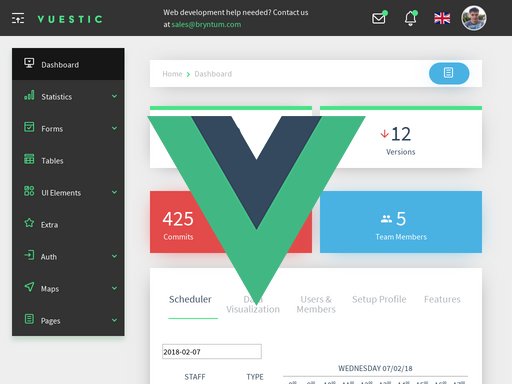 VUESTIC
Web development help needed? Contact us
at sales@bryntum.com
Dashboard
Statistics
Forms
Tables
UI Elements
Extra
Auth
Maps
Pages
Home
Dashboard
12
Versions
425
Commits
5
Team Members
Scheduler
Visualization
Users &
Members
Setup Profile
Features
2018-02-07
STAFF
TYPE
WEDNESDAY 07/02/18